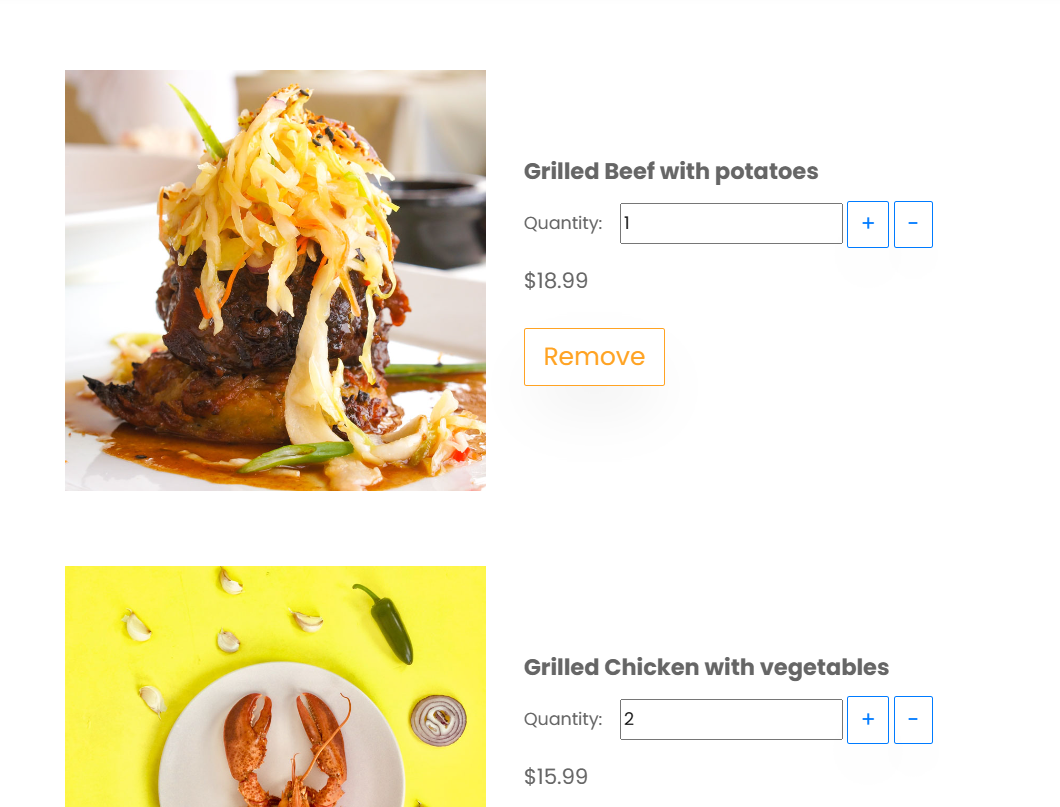 Grilled Beef with potatoes
Quantity: 1 + -
$18.99
Remove
Grilled Chicken with vegetables
Quantity: 2 + -
$15.99